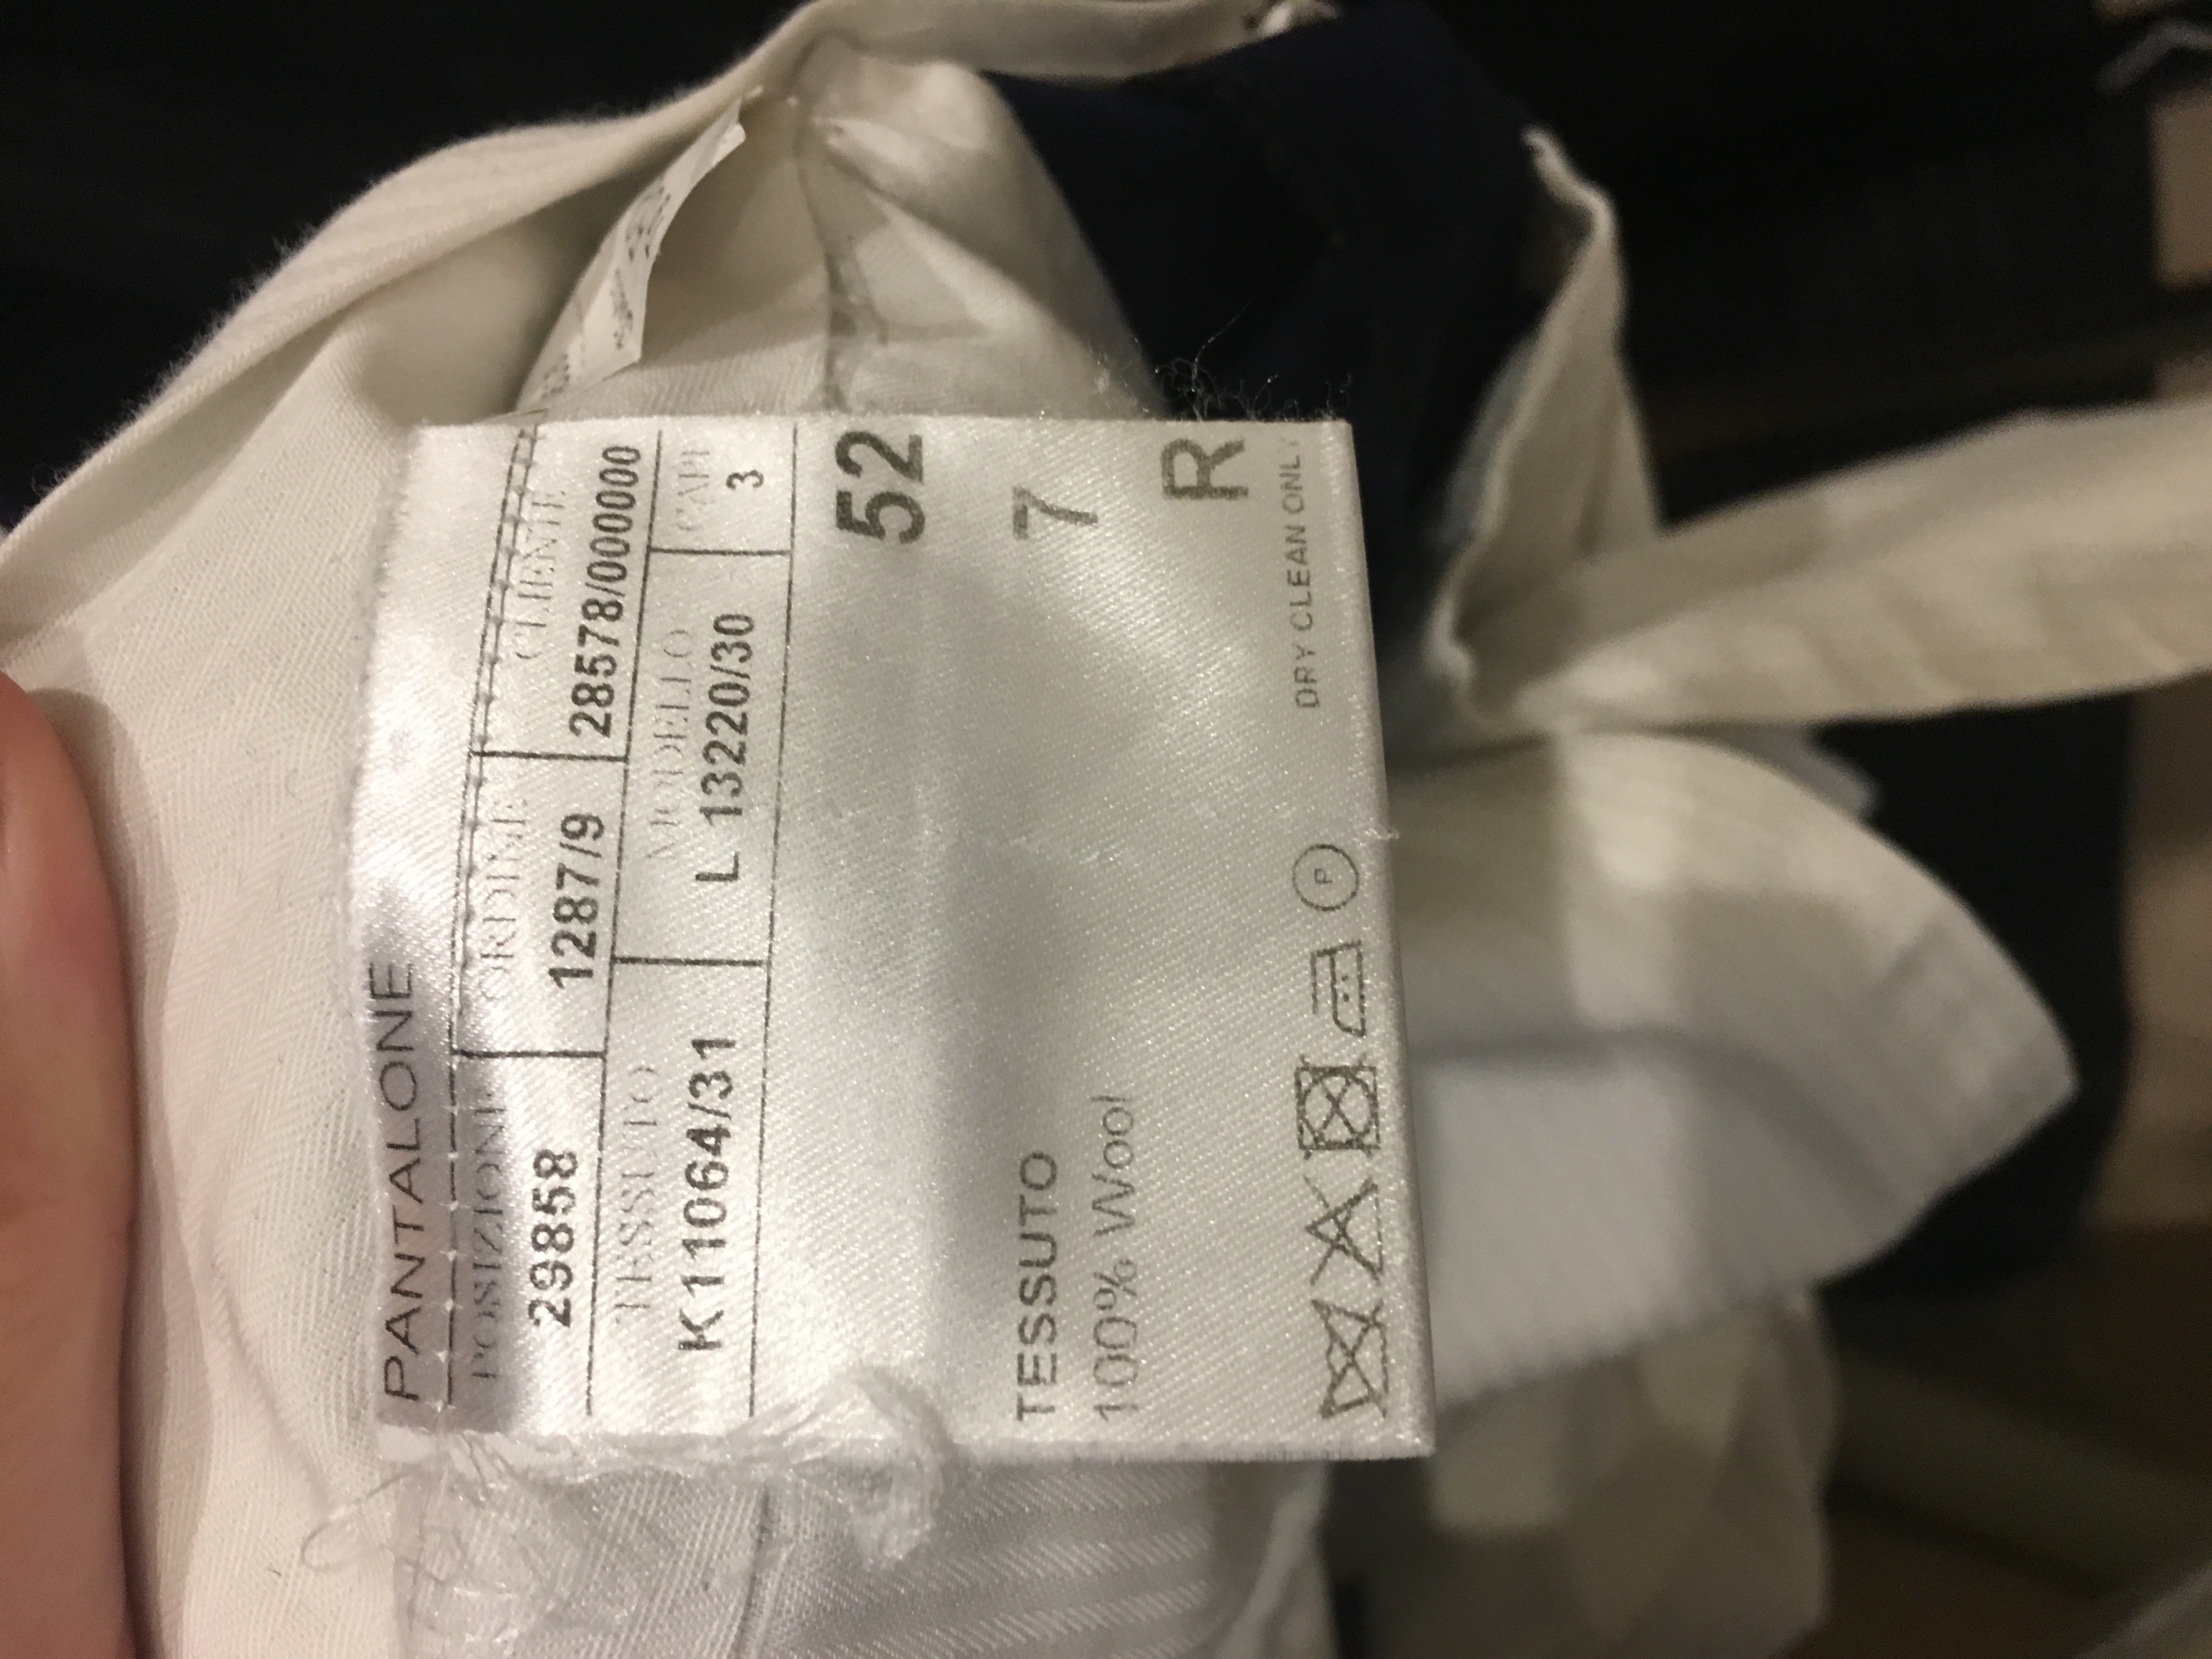 PANTALONE
POSIZIONE ORDINE CLIENTE
29858 1287/9 28578/000000
TESSUTO MODELLO CAPI
K11064/31 L 13220/30 3
52
TESSUTO 7
100% Wool
R
P DRY CLEAN ONLY